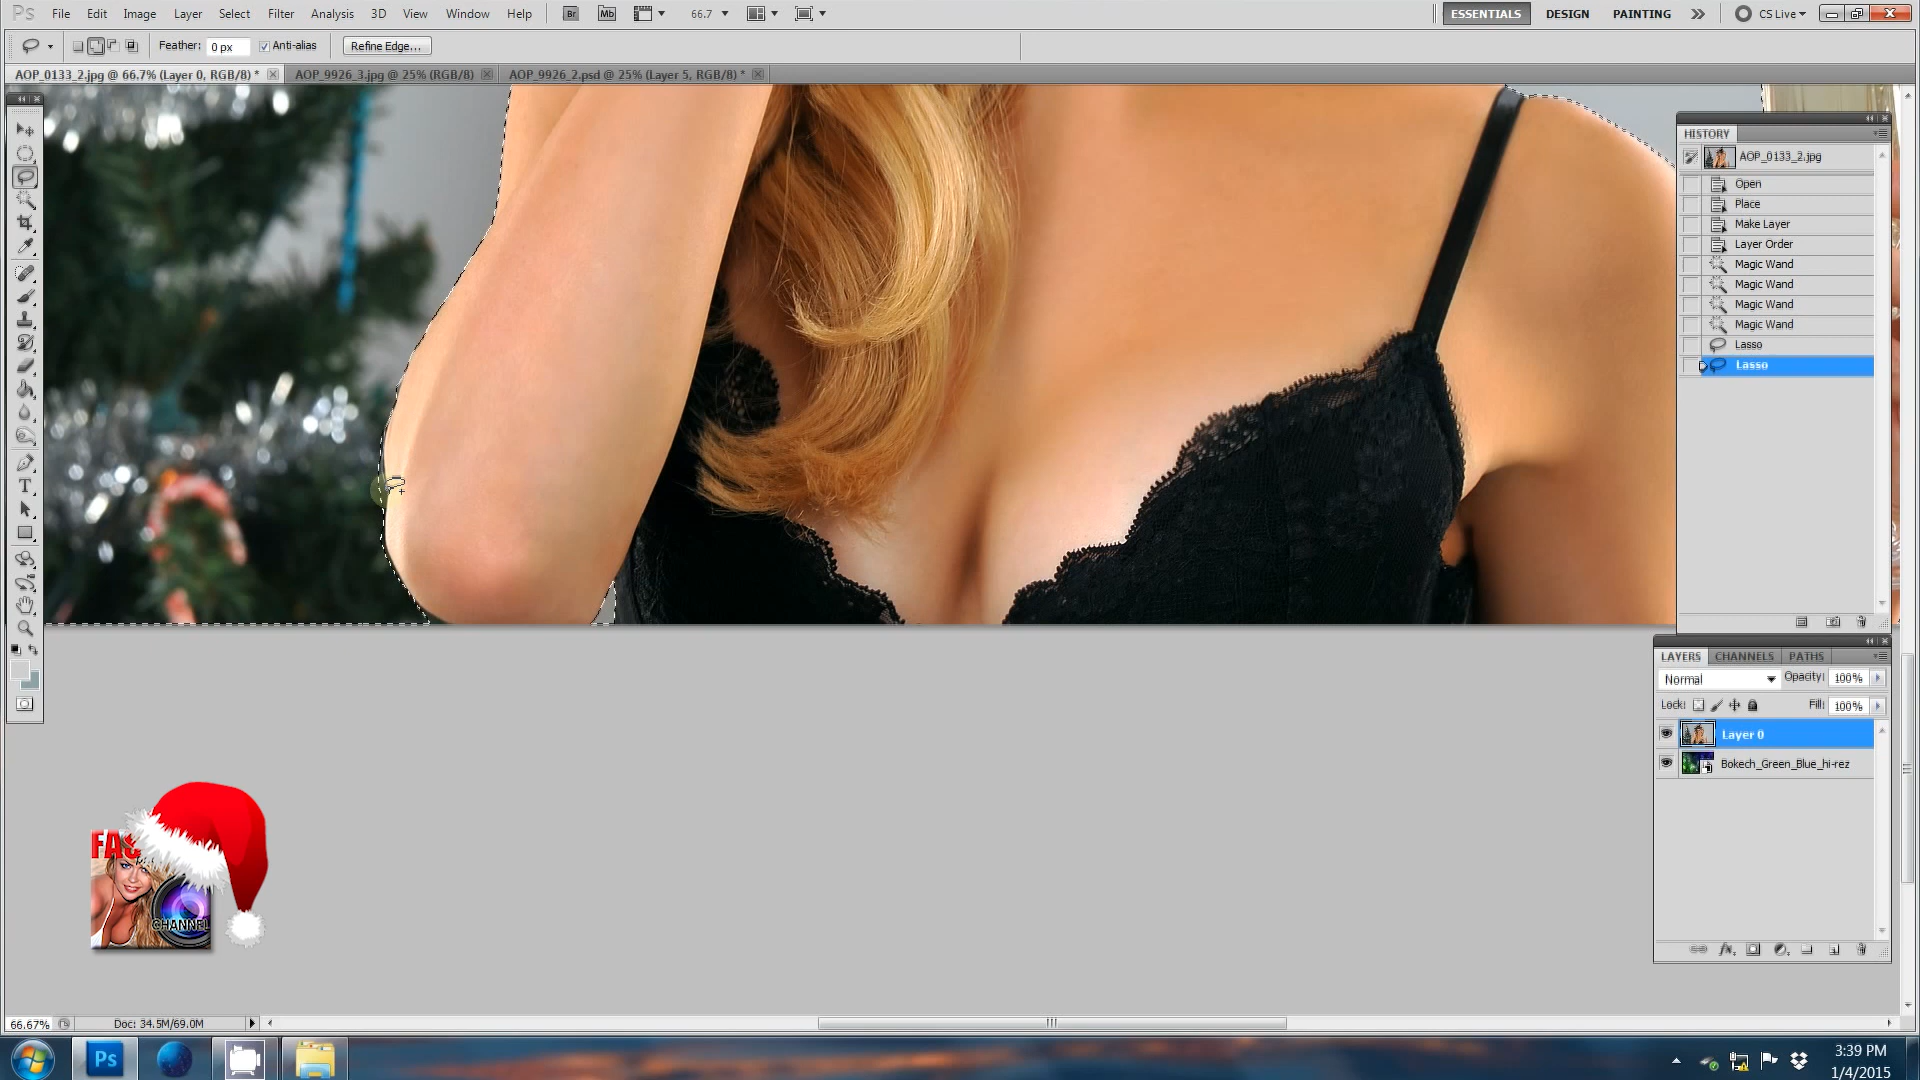 Ps File Edit Image Layer Select Filter Analysis 3D View Window Help Br Mb 66.7 ESSENTIALS DESIGN PAINTING CS Live
Feather: 0 px Anti-alias Refine Edge...
AOP_0133_2.jpg @ 66.7% (Layer 0, RGB/8) * AOP_9926_3.jpg @ 25% (RGB/8) AOP_9926_2.psd @ 25% (Layer 5, RGB/8) *
HISTORY
AOP_0133_2.jpg
Open
Place
Make Layer
Layer Order
Magic Wand
Magic Wand
Magic Wand
Magic Wand
Lasso
Lasso
LAYERS CHANNELS PATHS
Normal Opacity: 100%
Lock: Fill: 100%
Layer 0
Bokech_Green_Blue_hi-rez
CHANNEL
66.67% Doc: 34.5M/69.0M
Ps
3:39 PM
1/4/2015